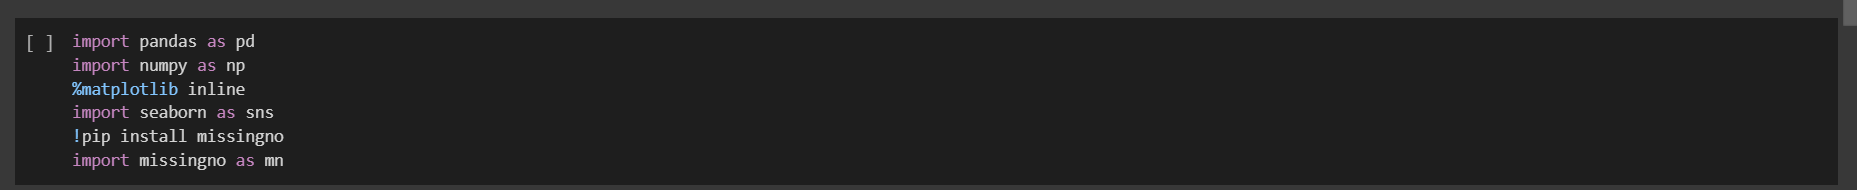 [ ] import pandas as pd
import numpy as np
%matplotlib inline
import seaborn as sns
!pip install missingno
import missingno as mn